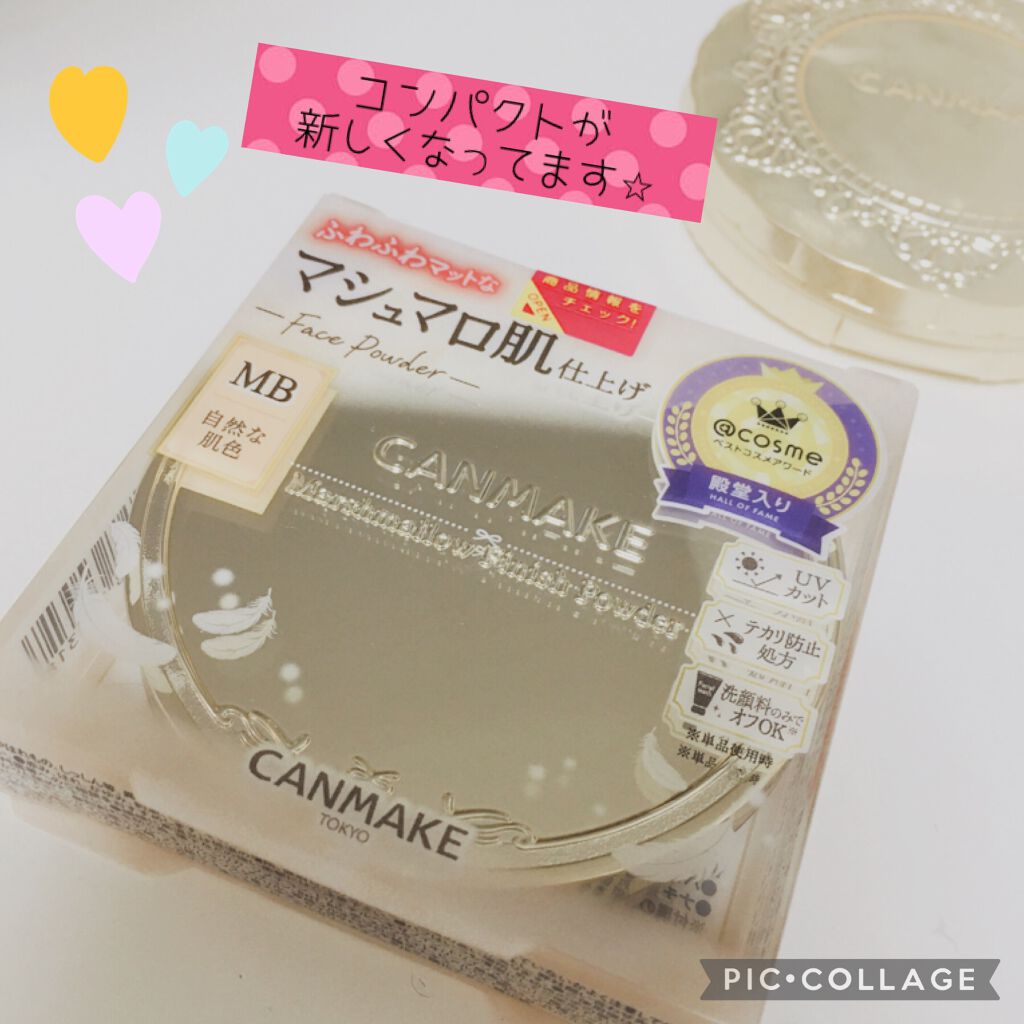 コンパクトが
新しくなってます☆
CANMAKE
ふわふわマットな
マシュマロ肌仕上げ
商品情報を
チェック!
OPEN
Face Powder
MB
自然な
肌色
@cosme
ベストコスメアワード
殿堂入り
HALL OF FAME
CANMAKE
Marshmallow Finish Powder
UV
カット
テカリ防止
処方
洗顔料のみで
オフOK※
※単品使用時
CANMAKE
TOKYO
PIC•COLLAGE